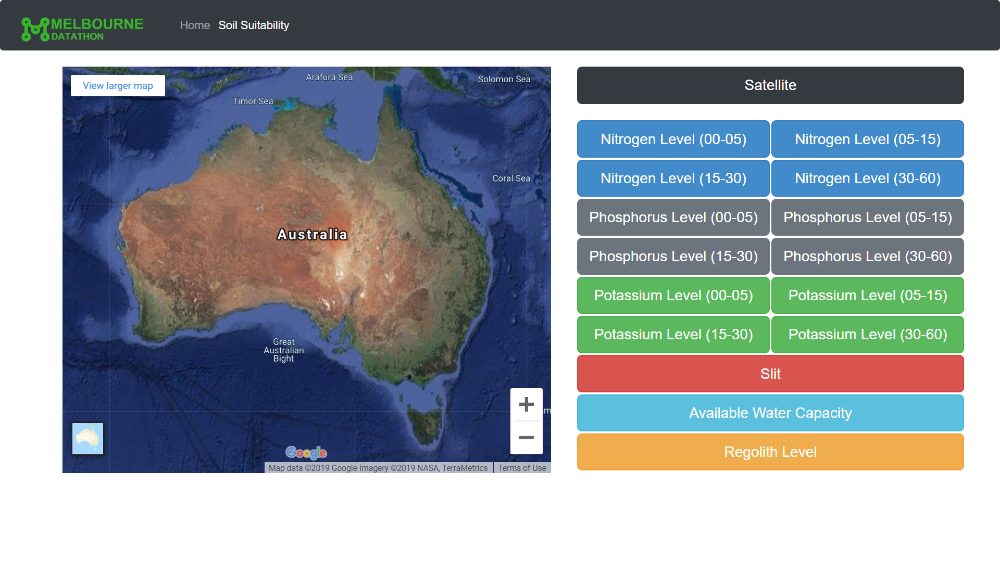 MELBOURNE
DATATHON
Home Soil Suitability
View larger map
Arafura Sea
Solomon Sea
Timor Sea
Coral Sea
Australia
Great
Australian
Bight
Google
Map data ©2019 Google Imagery ©2019 NASA, TerraMetrics Terms of Use
Satellite
Nitrogen Level (00-05) Nitrogen Level (05-15)
Nitrogen Level (15-30) Nitrogen Level (30-60)
Phosphorus Level (00-05) Phosphorus Level (05-15)
Phosphorus Level (15-30) Phosphorus Level (30-60)
Potassium Level (00-05) Potassium Level (05-15)
Potassium Level (15-30) Potassium Level (30-60)
Slit
Available Water Capacity
Regolith Level